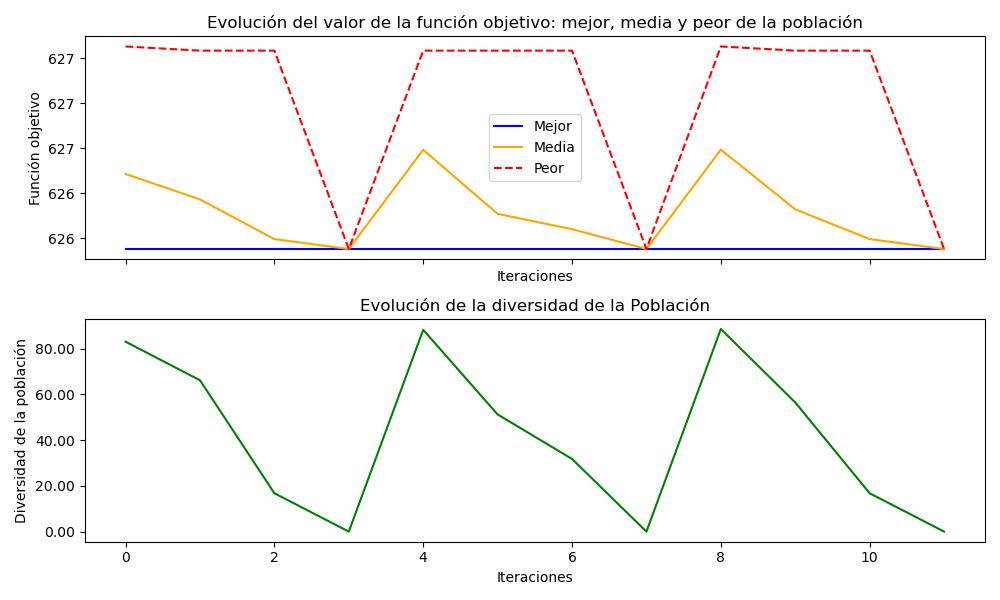 Evolución del valor de la función objetivo: mejor, media y peor de la población
Función objetivo
627
627
627
626
626
Mejor
Media
Peor
Iteraciones
Evolución de la diversidad de la Población
Diversidad de la población
80.00
60.00
40.00
20.00
0.00
0 2 4 6 8 10
Iteraciones